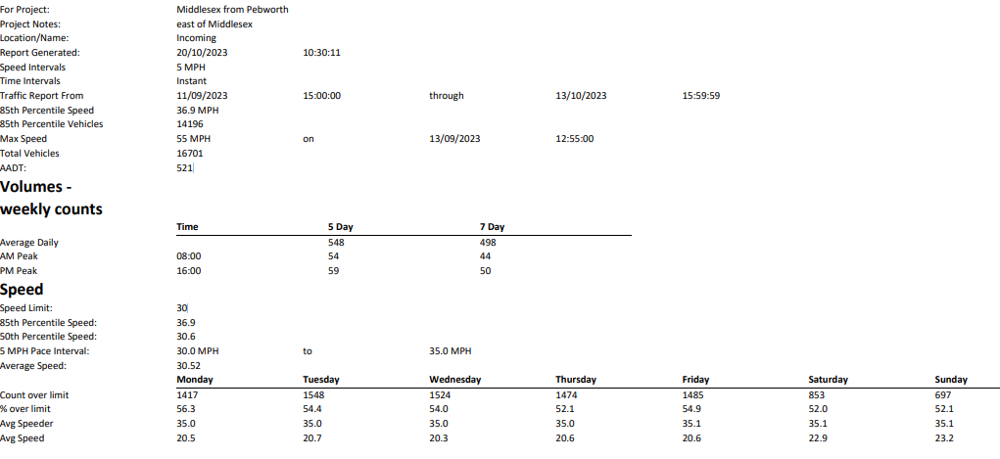 For Project: Middlesex from Pebworth
Project Notes: east of Middlesex
Location/Name: Incoming
Report Generated: 20/10/2023 10:30:11
Speed Intervals 5 MPH
Time Intervals Instant
Traffic Report From 11/09/2023 15:00:00 through 13/10/2023 15:59:59
85th Percentile Speed 36.9 MPH
85th Percentile Vehicles 14196
Max Speed 55 MPH on 13/09/2023 12:55:00
Total Vehicles 16701
AADT: 521
Volumes -
weekly counts
Time 5 Day 7 Day
Average Daily 548 498
AM Peak 08:00 54 44
PM Peak 16:00 59 50
Speed
Speed Limit: 30
85th Percentile Speed: 36.9
50th Percentile Speed: 30.6
5 MPH Pace Interval: 30.0 MPH to 35.0 MPH
Average Speed: 30.52
Monday Tuesday Wednesday Thursday Friday Saturday Sunday
Count over limit 1417 1548 1524 1474 1485 853 697
% over limit 56.3 54.4 54.0 52.1 54.9 52.0 52.1
Avg Speeder 35.0 35.0 35.0 35.0 35.1 35.1 35.1
Avg Speed 20.5 20.7 20.3 20.6 20.6 22.9 23.2